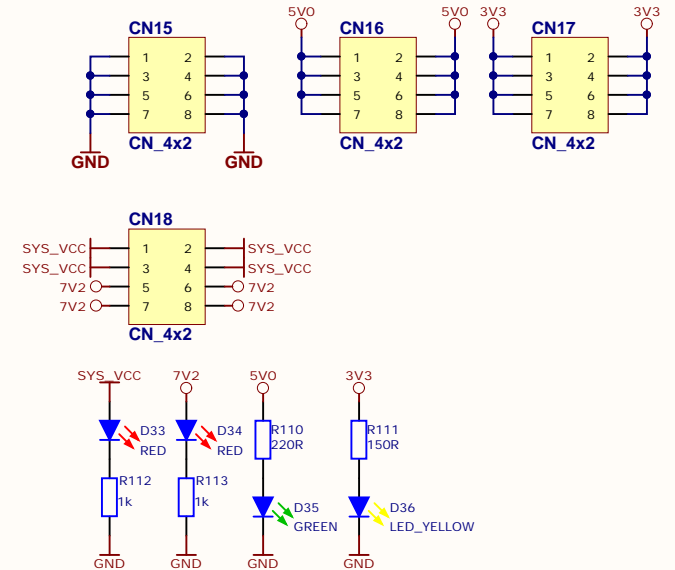 5V0 5V0 3V3 3V3
CN15 CN16 CN17
1 2 1 2 1 2
3 4 3 4 3 4
5 6 5 6 5 6
7 8 7 8 7 8
CN_4x2 CN_4x2 CN_4x2
GND GND
CN18
SYS_VCC 1 2 SYS_VCC
SYS_VCC 3 4 SYS_VCC
7V2 5 6 7V2
7V2 7 8 7V2
CN_4x2
SYS_VCC 7V2 5V0 3V3
D33 D34 R110 R111
RED RED 220R 150R
R112 R113
1k 1k
D35 D36
GREEN LED_YELLOW
GND GND GND GND